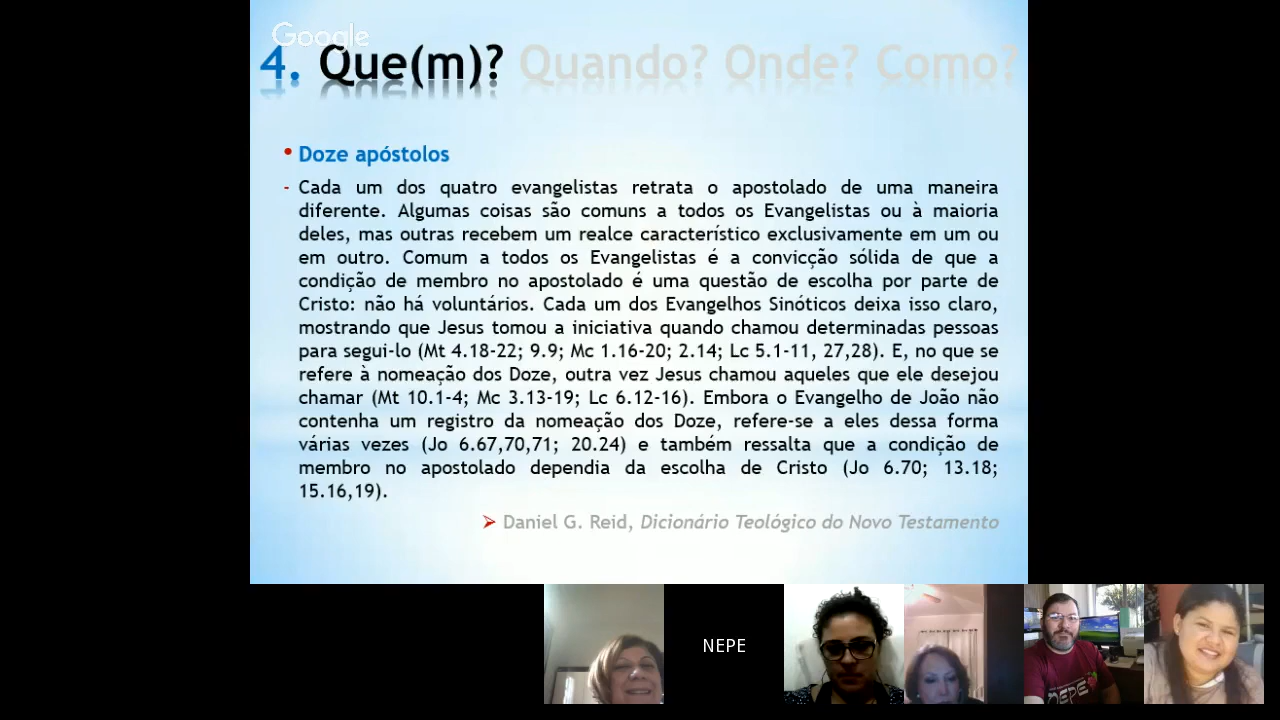 Google
4. Que(m)? Quando? Onde? Como?
• Doze apóstolos
- Cada um dos quatro evangelistas retrata o apostolado de uma maneira
diferente. Algumas coisas são comuns a todos os Evangelistas ou à maioria
deles, mas outras recebem um realce característico exclusivamente em um ou
em outro. Comum a todos os Evangelistas é a convicção sólida de que a
condição de membro no apostolado é uma questão de escolha por parte de
Cristo: não há voluntários. Cada um dos Evangelhos Sinóticos deixa isso claro,
mostrando que Jesus tomou a iniciativa quando chamou determinadas pessoas
para segui-lo (Mt 4.18-22; 9.9; Mc 1.16-20; 2.14; Lc 5.1-11, 27,28). E, no que se
refere à nomeação dos Doze, outra vez Jesus chamou aqueles que ele desejou
chamar (Mt 10.1-4; Mc 3.13-19; Lc 6.12-16). Embora o Evangelho de João não
contenha um registro da nomeação dos Doze, refere-se a eles dessa forma
várias vezes (Jo 6.67,70,71; 20.24) e também ressalta que a condição de
membro no apostolado dependia da escolha de Cristo (Jo 6.70; 13.18;
15.16,19).
➢ Daniel G. Reid, Dicionário Teológico do Novo Testamento
NEPE
NEPE